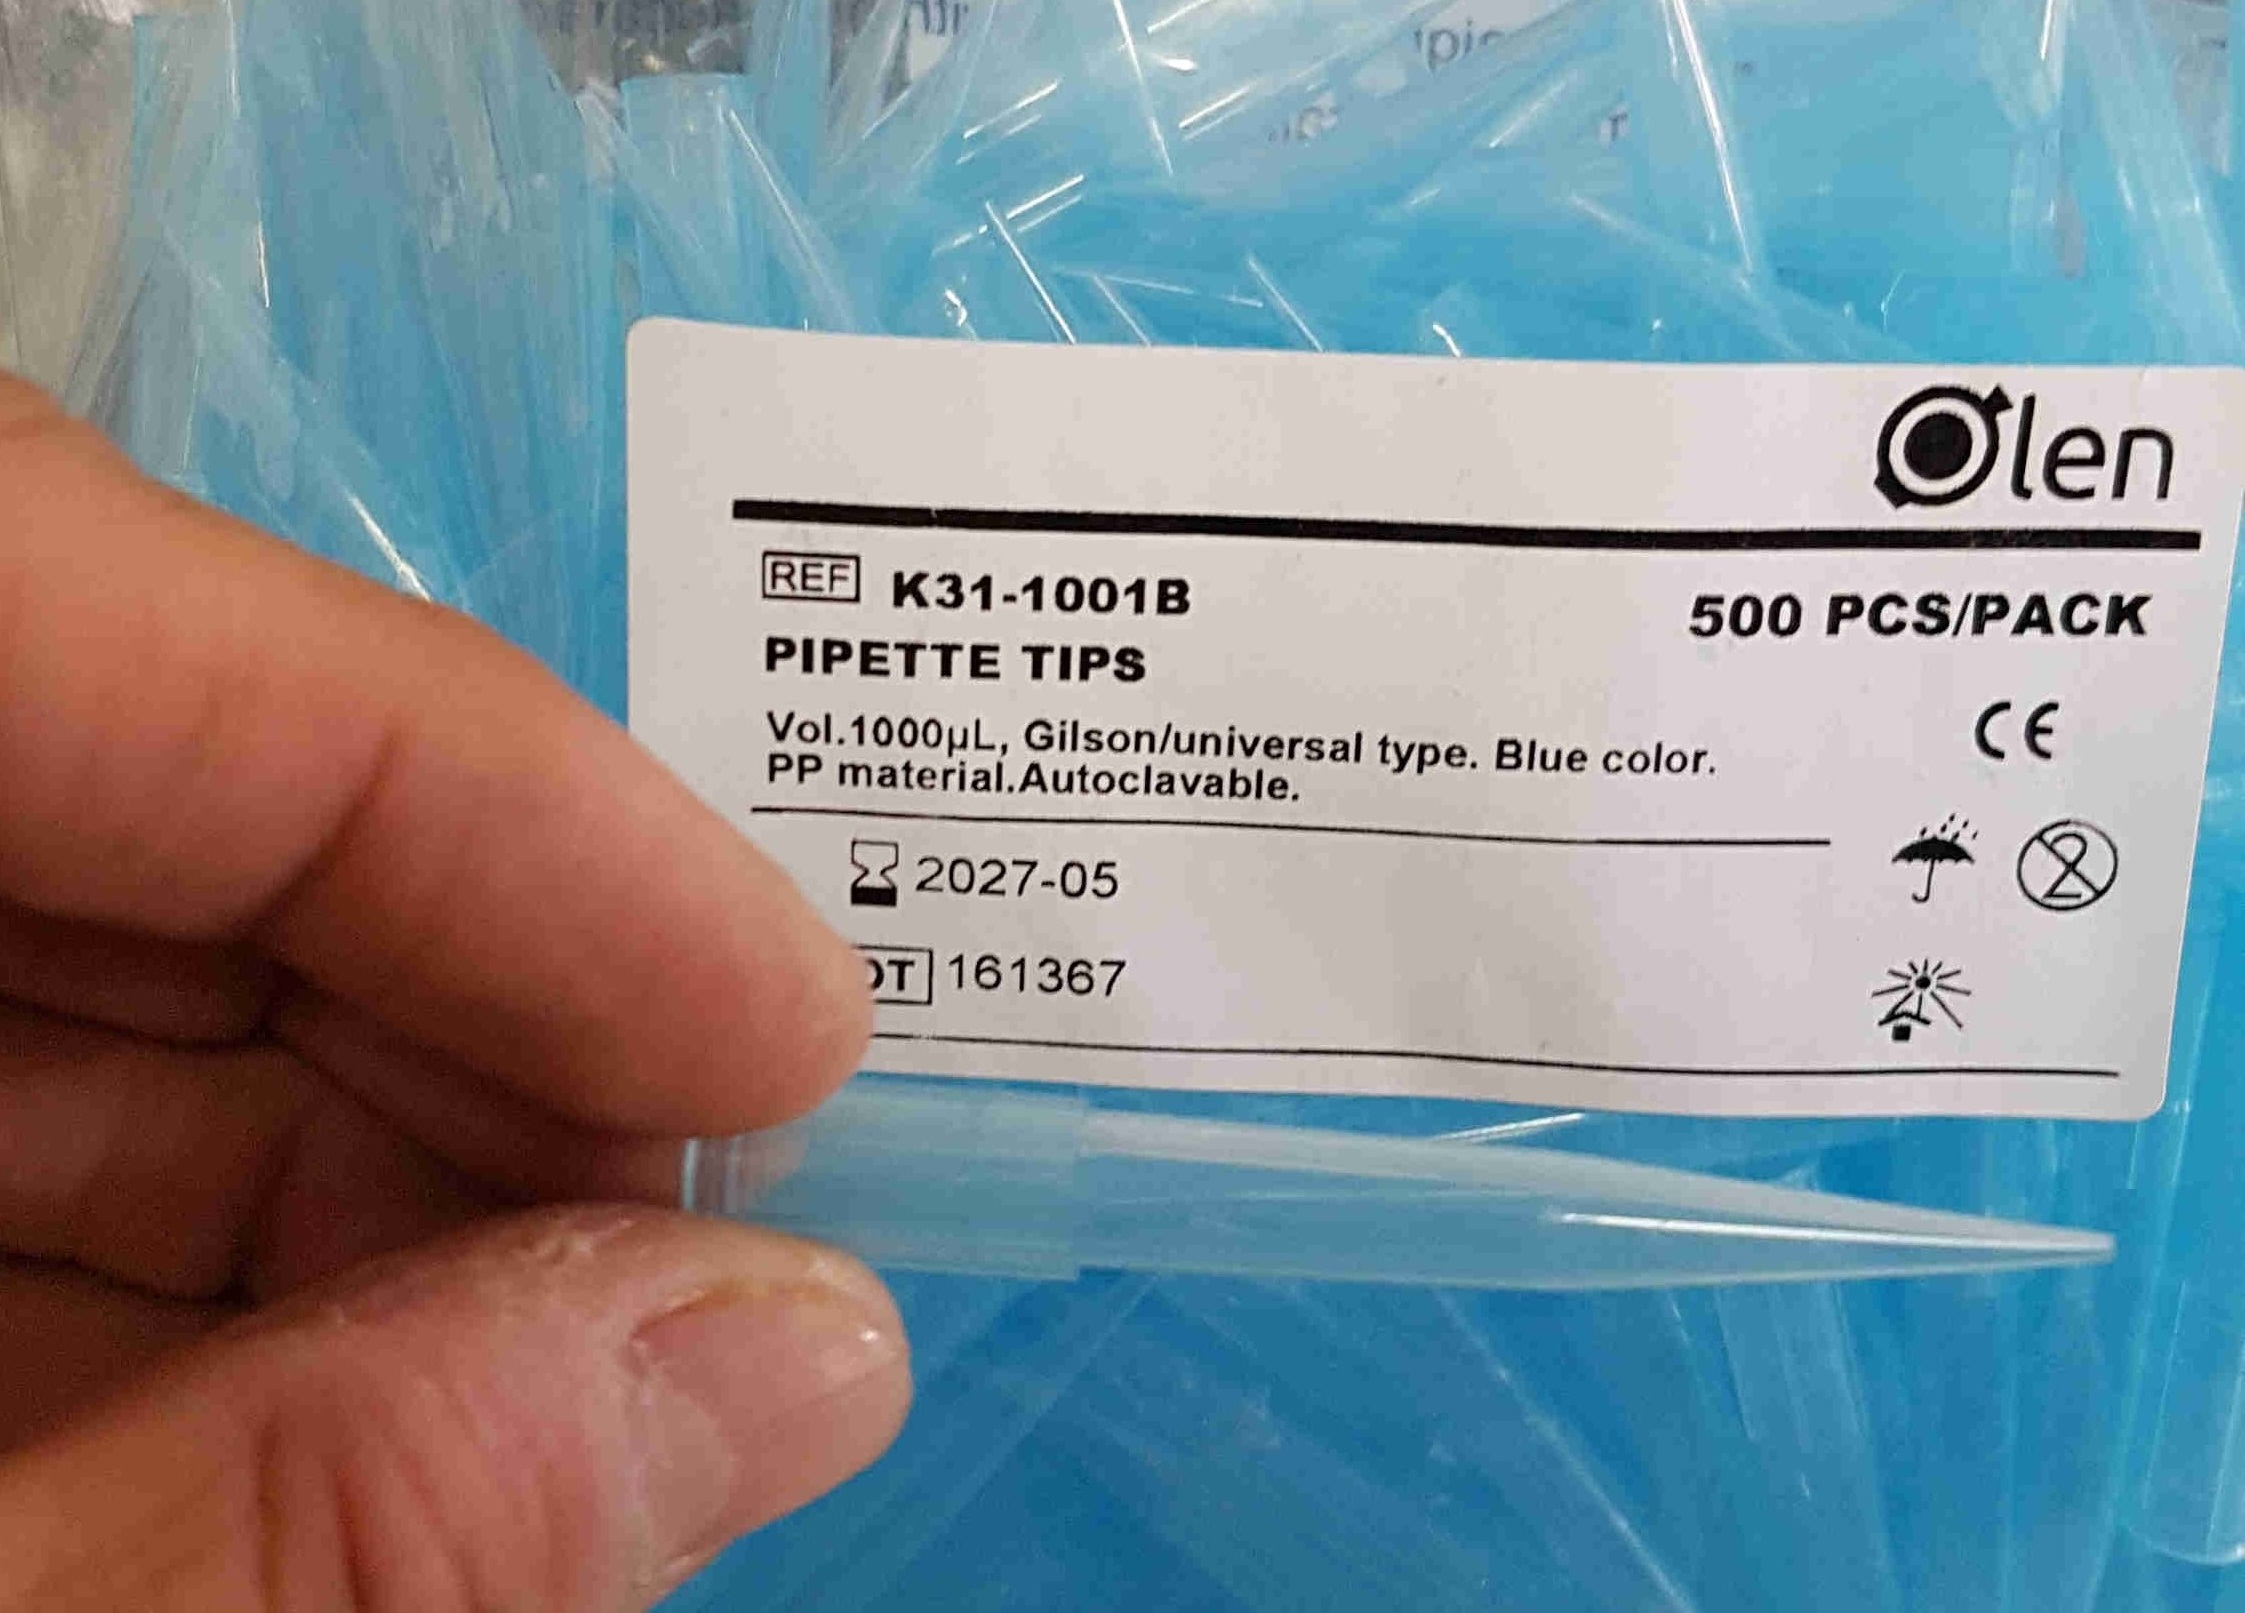 Olen
REF K31-1001B
500 PCS/PACK
PIPETTE TIPS
Vol.1000µL, Gilson/universal type. Blue color.
PP material.Autoclavable.
CE
2027-05
2
161367